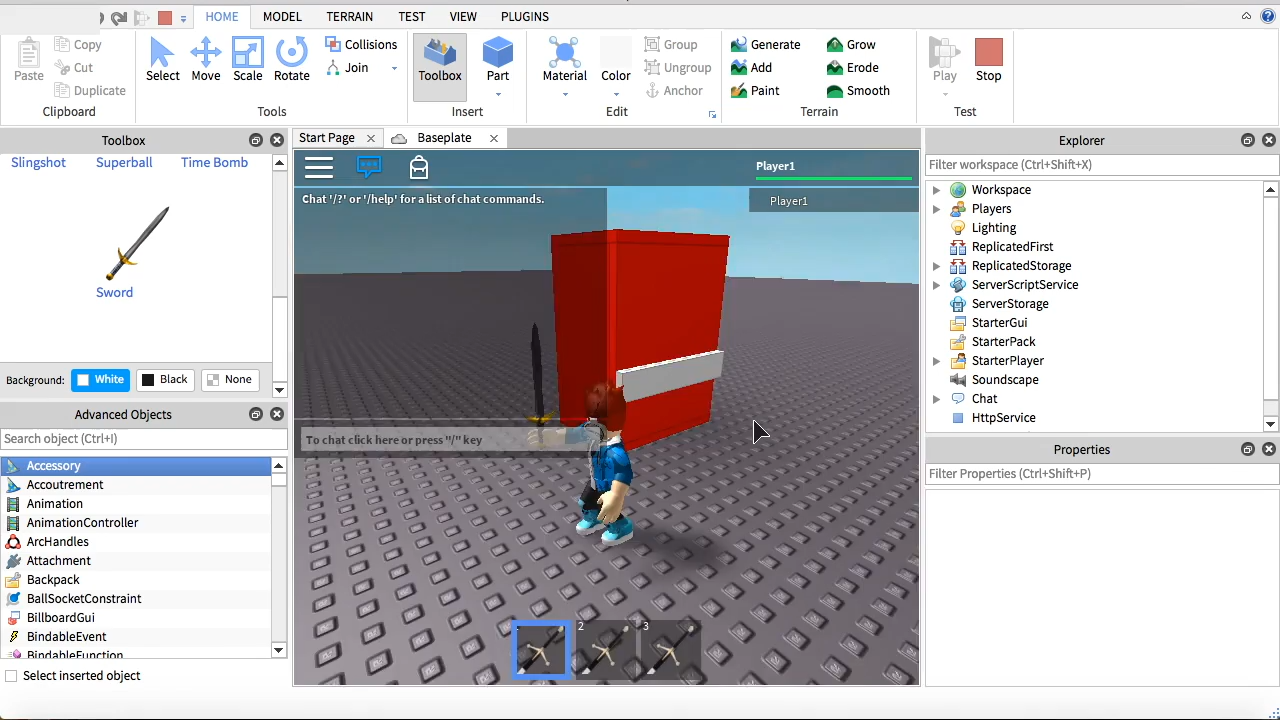 HOME
MODEL
TERRAIN
TEST
VIEW
PLUGINS
Paste
Copy
Cut
Duplicate
Clipboard
Select
Move
Scale
Rotate
Collisions
Join
Tools
Toolbox
Part
Insert
Material
Color
Group
Ungroup
Anchor
Edit
Generate
Add
Paint
Grow
Erode
Smooth
Terrain
Play
Stop
Test
Toolbox
Slingshot
Superball
Time Bomb
Sword
Background:
White
Black
None
Advanced Objects
Search object (Ctrl+I)
Accessory
Accoutrement
Animation
AnimationController
ArcHandles
Attachment
Backpack
BallSocketConstraint
BillboardGui
BindableEvent
BindableFunction
Select inserted object
Start Page
Baseplate
Player1
Chat '/?' or '/help' for a list of chat commands.
Player1
To chat click here or press "/" key
2
3
Explorer
Filter workspace (Ctrl+Shift+X)
Workspace
Players
Lighting
ReplicatedFirst
ReplicatedStorage
ServerScriptService
ServerStorage
StarterGui
StarterPack
StarterPlayer
Soundscape
Chat
HttpService
Properties
Filter Properties (Ctrl+Shift+P)